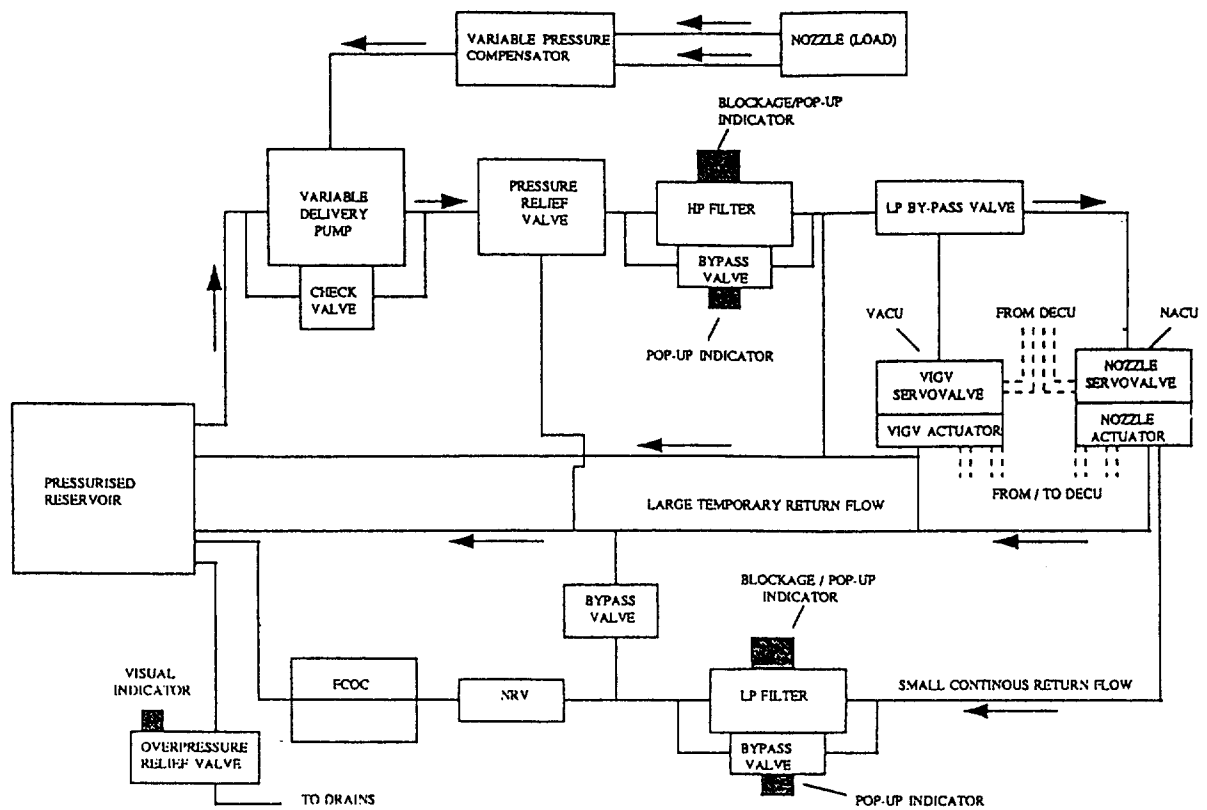 VARIABLE PRESSURE
COMPENSATOR
NOZZLE (LOAD)
BLOCKAGE/POP-UP
INDICATOR
VARIABLE
DELIVERY
PUMP
PRESSURE
RELIEF
VALVE
HP FILTER
LP BY-PASS VALVE
CHECK
VALVE
BYPASS
VALVE
POP-UP INDICATOR
VACU
FROM DECU
NACU
VIGV
SERVOVALVE
NOZZLE
SERVOVALVE
VIGV ACTUATOR
NOZZLE
ACTUATOR
PRESSURISED
RESERVOIR
FROM / TO DECU
LARGE TEMPORARY RETURN FLOW
BYPASS
VALVE
BLOCKAGE / POP-UP
INDICATOR
VISUAL
INDICATOR
FCOC
NRV
LP FILTER
SMALL CONTINOUS RETURN FLOW
OVERPRESSURE
RELIEF VALVE
BYPASS
VALVE
TO DRAINS
POP-UP INDICATOR